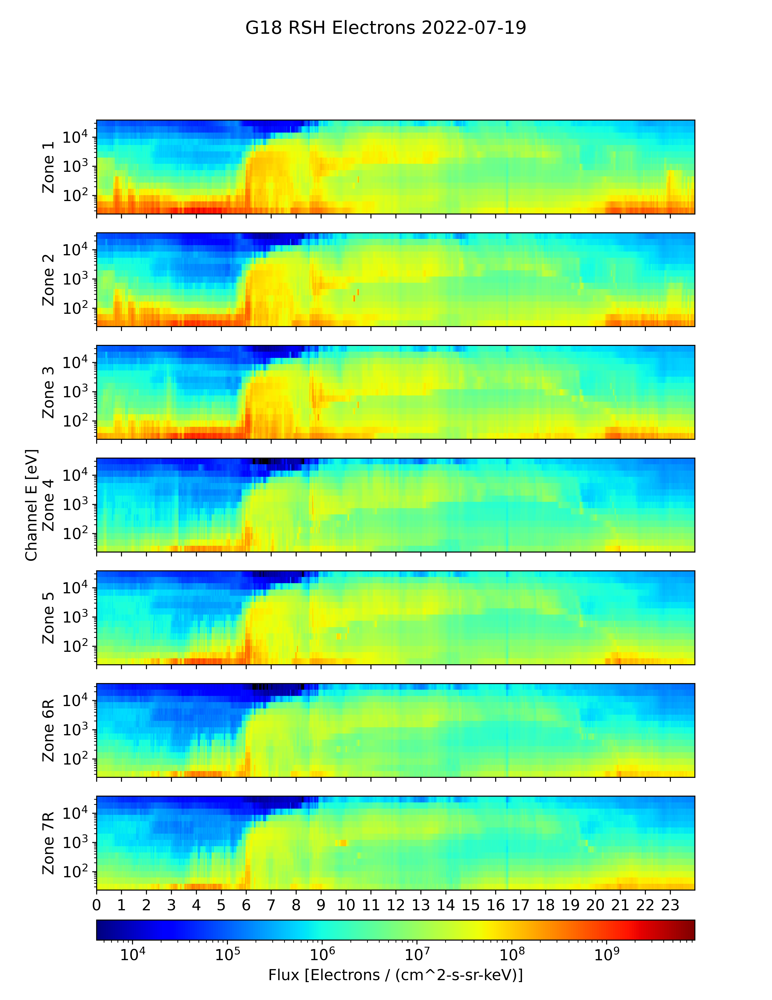 G18 RSH Electrons 2022-07-19
Channel E [eV]
Zone 1
10^4
10^3
10^2
Zone 2
10^4
10^3
10^2
Zone 3
10^4
10^3
10^2
Zone 4
10^4
10^3
10^2
Zone 5
10^4
10^3
10^2
Zone 6R
10^4
10^3
10^2
Zone 7R
10^4
10^3
10^2
0 1 2 3 4 5 6 7 8 9 10 11 12 13 14 15 16 17 18 19 20 21 22 23
10^4 10^5 10^6 10^7 10^8 10^9
Flux [Electrons / (cm^2-s-sr-keV)]